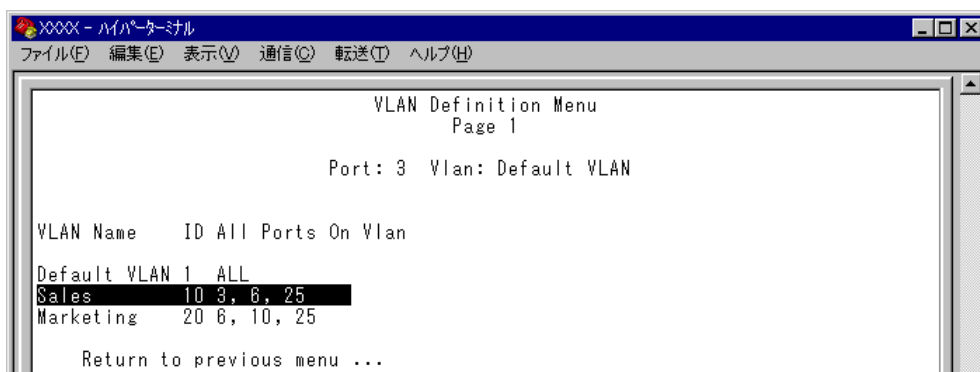 XXXX - ハイパーターミナル
ファイル(F) 編集(E) 表示(V) 通信(C) 転送(T) ヘルプ(H)
VLAN Definition Menu
Page 1
Port: 3 Vlan: Default VLAN
VLAN Name ID All Ports On Vlan
Default VLAN 1 ALL
Sales 10 3, 6, 25
Marketing 20 6, 10, 25
Return to previous menu ...